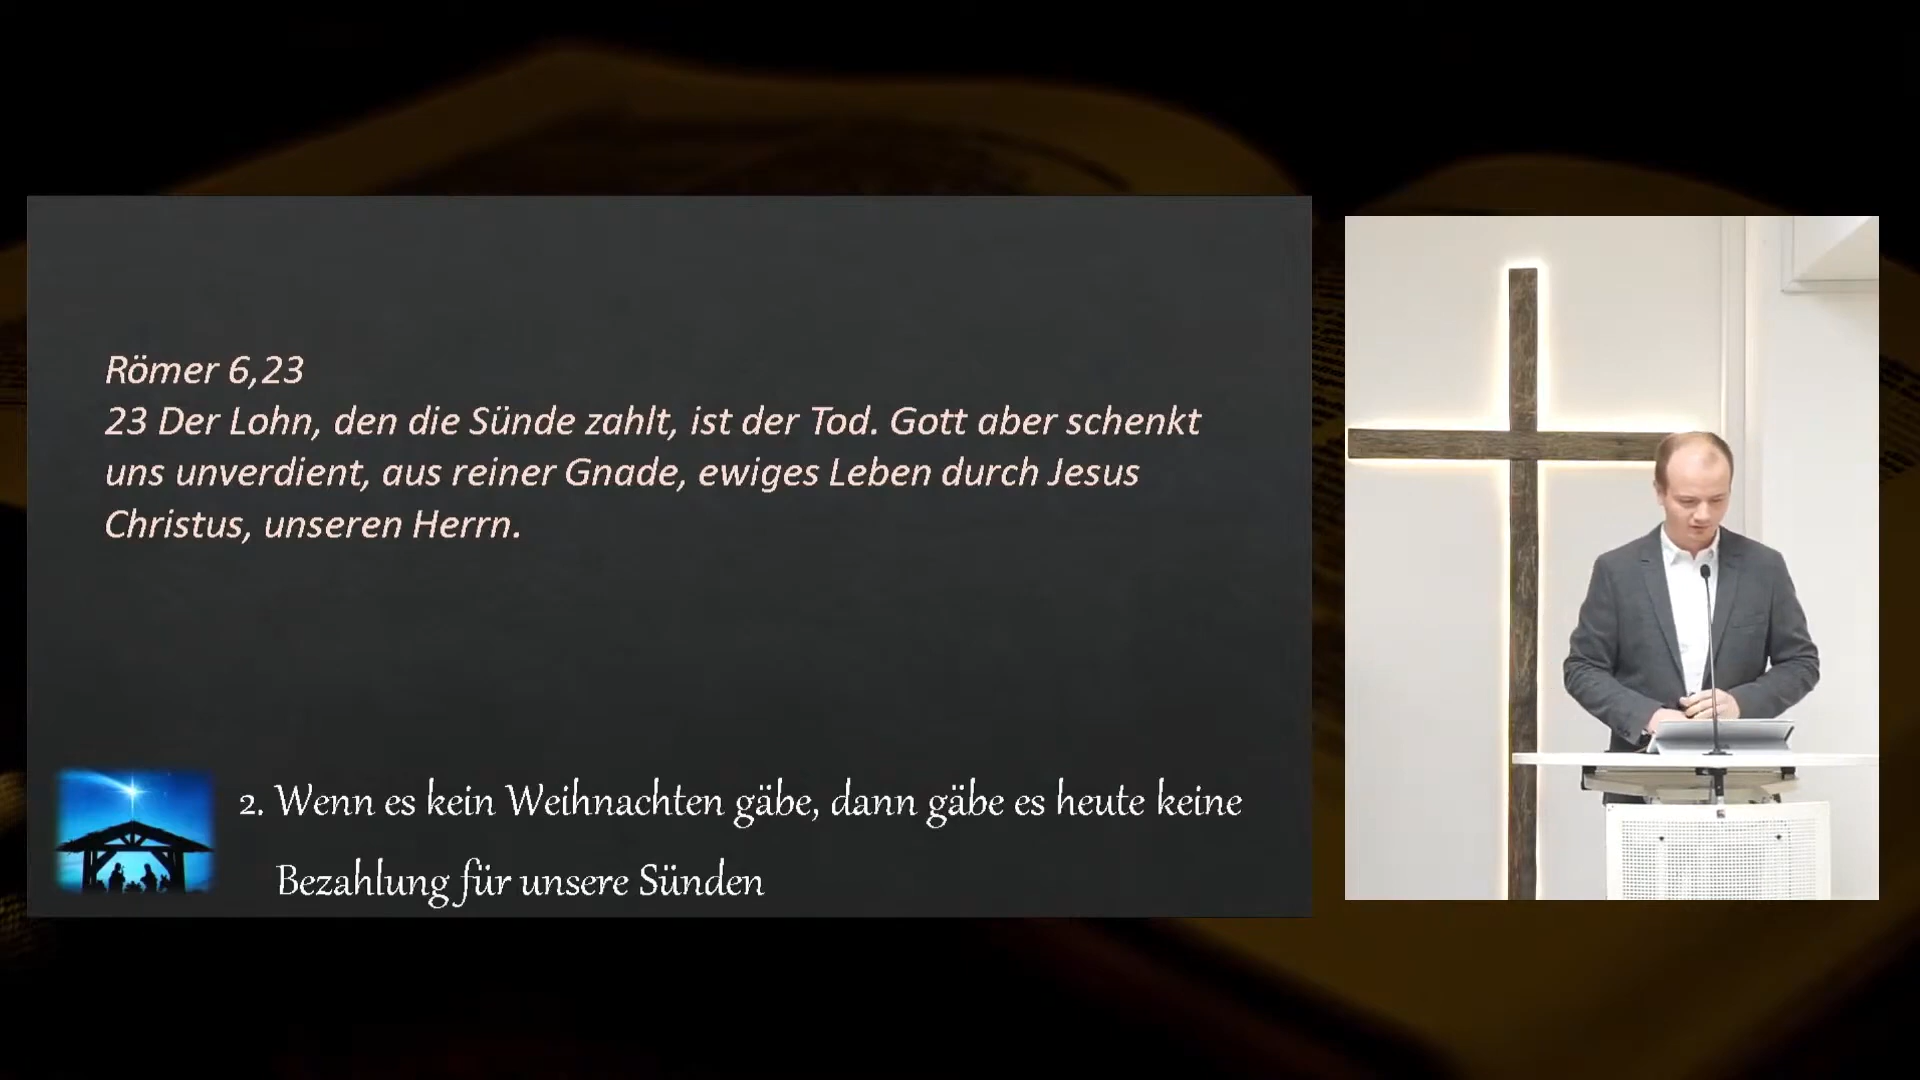 Römer 6,23
23 Der Lohn, den die Sünde zahlt, ist der Tod. Gott aber schenkt
uns unverdient, aus reiner Gnade, ewiges Leben durch Jesus
Christus, unseren Herrn.
2. Wenn es kein Weihnachten gäbe, dann gäbe es heute keine
Bezahlung für unsere Sünden